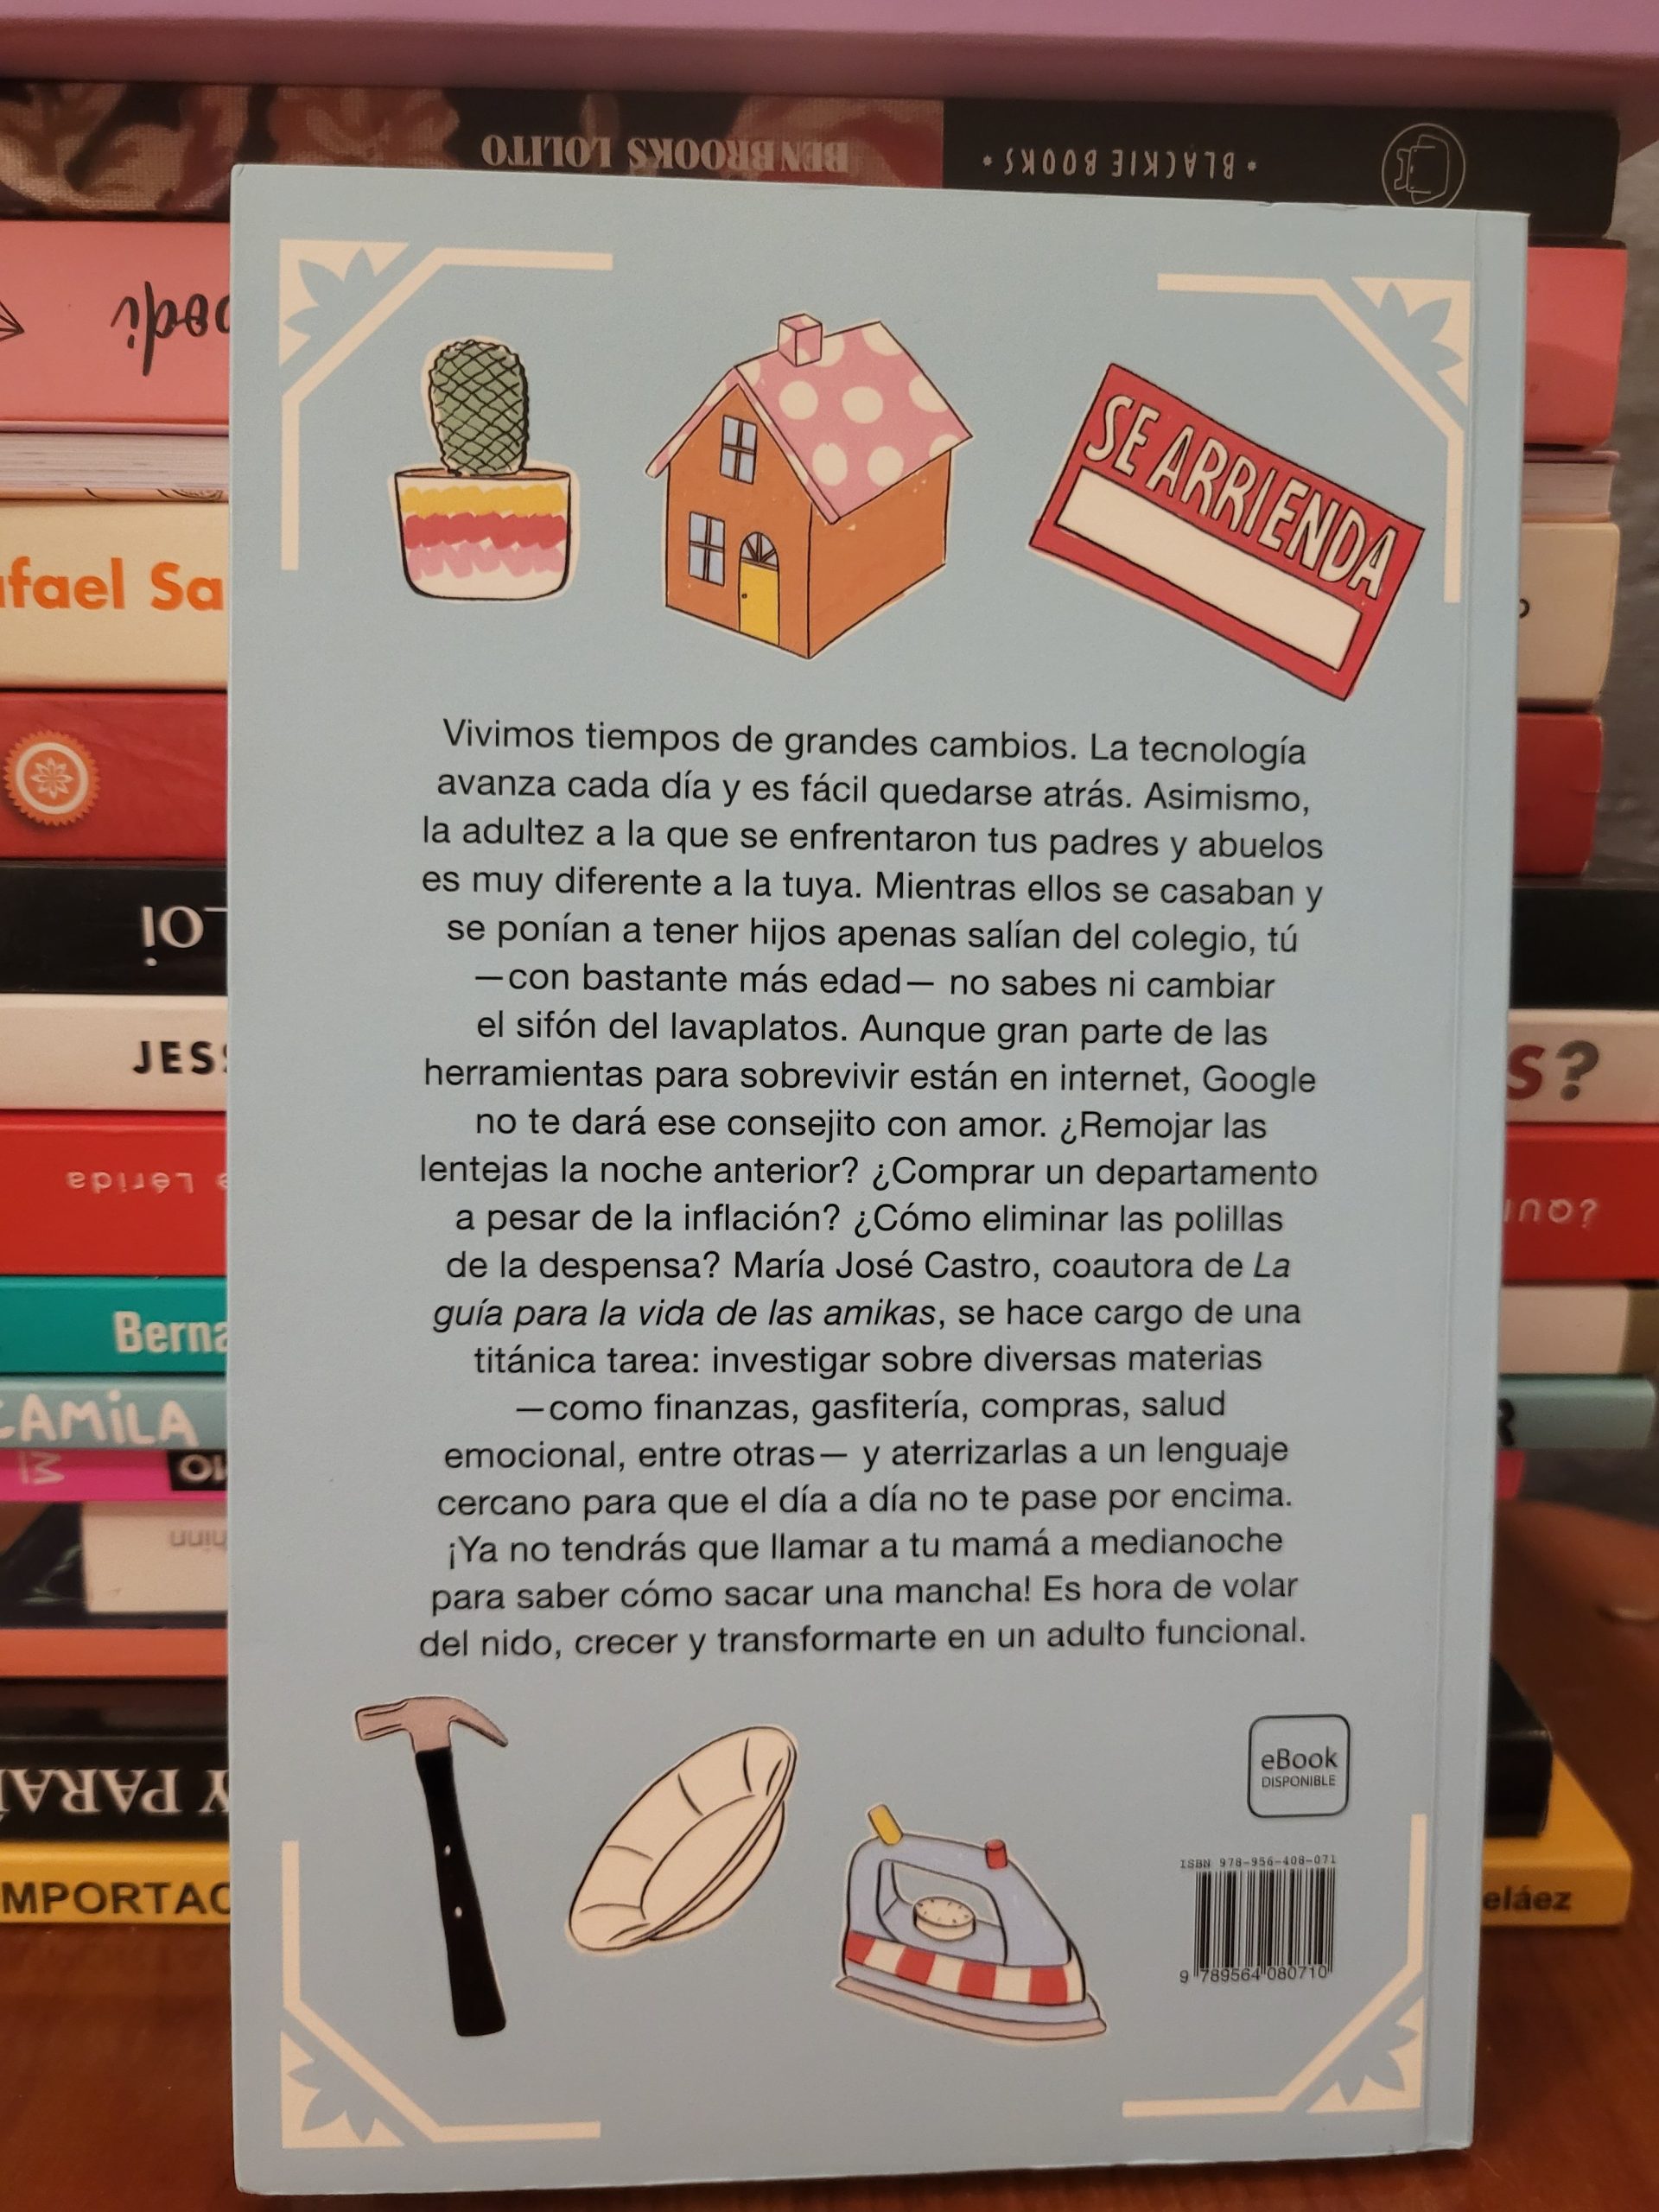 BEN BROOKS LOLITO
• BLACKIE BOOKS •
SE ARRIENDA
Vivimos tiempos de grandes cambios. La tecnología
avanza cada día y es fácil quedarse atrás. Asimismo,
la adultez a la que se enfrentaron tus padres y abuelos
es muy diferente a la tuya. Mientras ellos se casaban y
se ponían a tener hijos apenas salían del colegio, tú
—con bastante más edad— no sabes ni cambiar
el sifón del lavaplatos. Aunque gran parte de las
herramientas para sobrevivir están en internet, Google
no te dará ese consejito con amor. ¿Remojar las
lentejas la noche anterior? ¿Comprar un departamento
a pesar de la inflación? ¿Cómo eliminar las polillas
de la despensa? María José Castro, coautora de La
guía para la vida de las amikas, se hace cargo de una
titánica tarea: investigar sobre diversas materias
—como finanzas, gasfitería, compras, salud
emocional, entre otras— y aterrizarlas a un lenguaje
cercano para que el día a día no te pase por encima.
¡Ya no tendrás que llamar a tu mamá a medianoche
para saber cómo sacar una mancha! Es hora de volar
del nido, crecer y transformarte en un adulto funcional.
eBook
DISPONIBLE
ISBN 978-956-408-071
9 789564 080710
fael Sa
JES
S?
Lérida
Berna
CAMiLA
Y PARA
MPORTAC
eláez